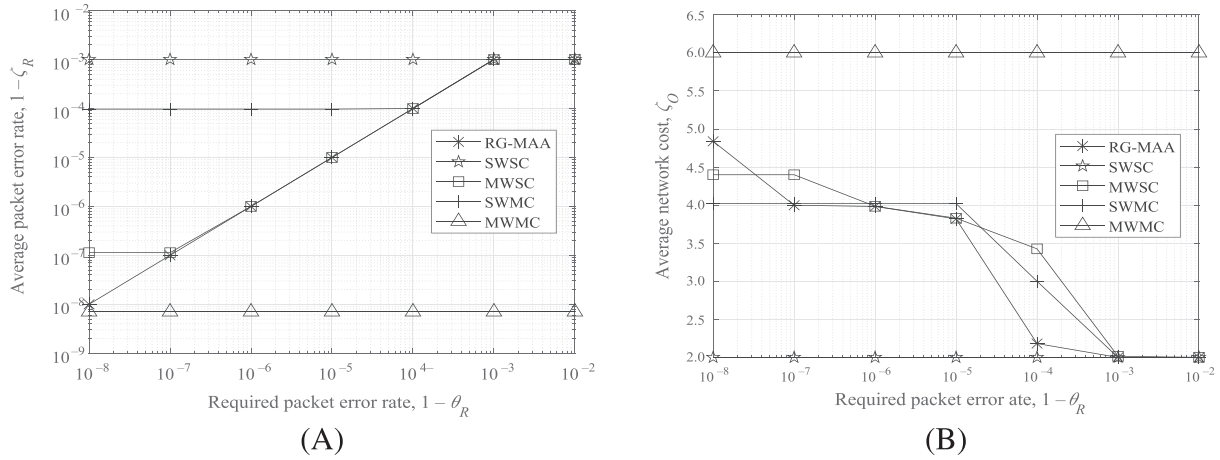 10⁻²
10⁻³
10⁻⁴
10⁻⁵
10⁻⁶
10⁻⁷
10⁻⁸
10⁻⁹
Average packet error rate, 1 – ζ_R
RG-MAA
SWSC
MWSC
SWMC
MWMC
10⁻⁸ 10⁻⁷ 10⁻⁶ 10⁻⁵ 10⁻⁴ 10⁻³ 10⁻²
Required packet error rate, 1 – θ_R
(A)
6.5
6.0
5.5
5.0
4.5
4.0
3.5
3.0
2.5
2.0
Average network cost, ζ_O
RG-MAA
SWSC
MWSC
SWMC
MWMC
10⁻⁸ 10⁻⁷ 10⁻⁶ 10⁻⁵ 10⁻⁴ 10⁻³ 10⁻²
Required packet error ate, 1 – θ_R
(B)